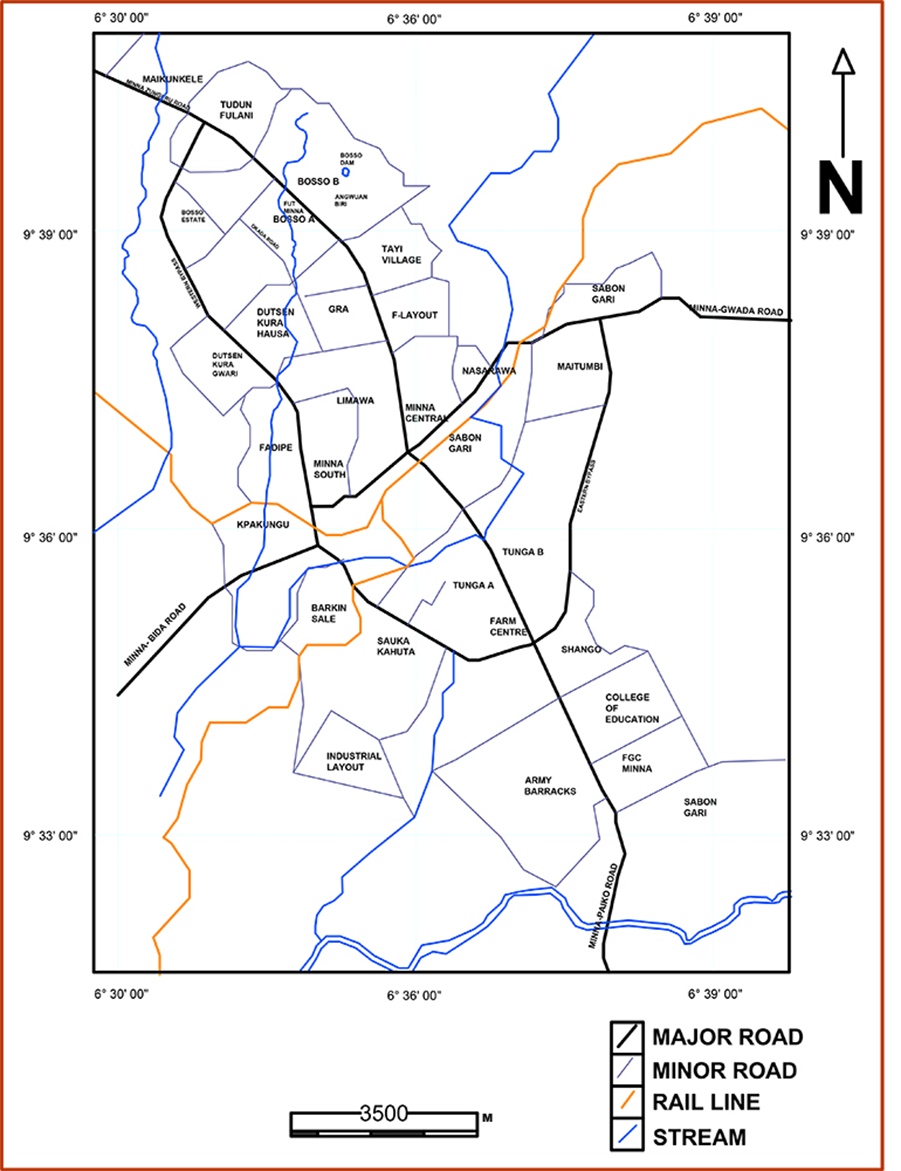 6° 30' 00"
6° 36' 00"
6° 39' 00"
MAIKUNKELE
MINNA ZUNGERU ROAD
TUDUN
FULANI
BOSSO
DAM
BOSSO B
ANGWUAN
BIRI
FUT
MINNA
BOSSO A
BOSSO
ESTATE
OKADA ROAD
9° 39' 00"
9° 39' 00"
TAYI
VILLAGE
WESTERN BYPASS
SABON
GARI
MINNA-GWADA ROAD
GRA
F-LAYOUT
DUTSEN
KURA
HAUSA
DUTSEN
KURA
GWARI
NASARAWA
MAITUMBI
LIMAWA
MINNA
CENTRAL
SABON
GARI
FADIPE
MINNA
SOUTH
EASTERN BYPASS
KPAKUNGU
9° 36' 00"
9° 36' 00"
TUNGA B
TUNGA A
BARKIN
SALE
FARM
CENTRE
MINNA- BIDA ROAD
SAUKA
KAHUTA
SHANGO
COLLEGE
OF
EDUCATION
INDUSTRIAL
LAYOUT
FGC
MINNA
ARMY
BARRACKS
SABON
GARI
9° 33' 00"
9° 33' 00"
MINNA-PAIKO ROAD
6° 30' 00"
6° 36' 00"
6° 39' 00"
N
MAJOR ROAD
MINOR ROAD
RAIL LINE
STREAM
3500
M